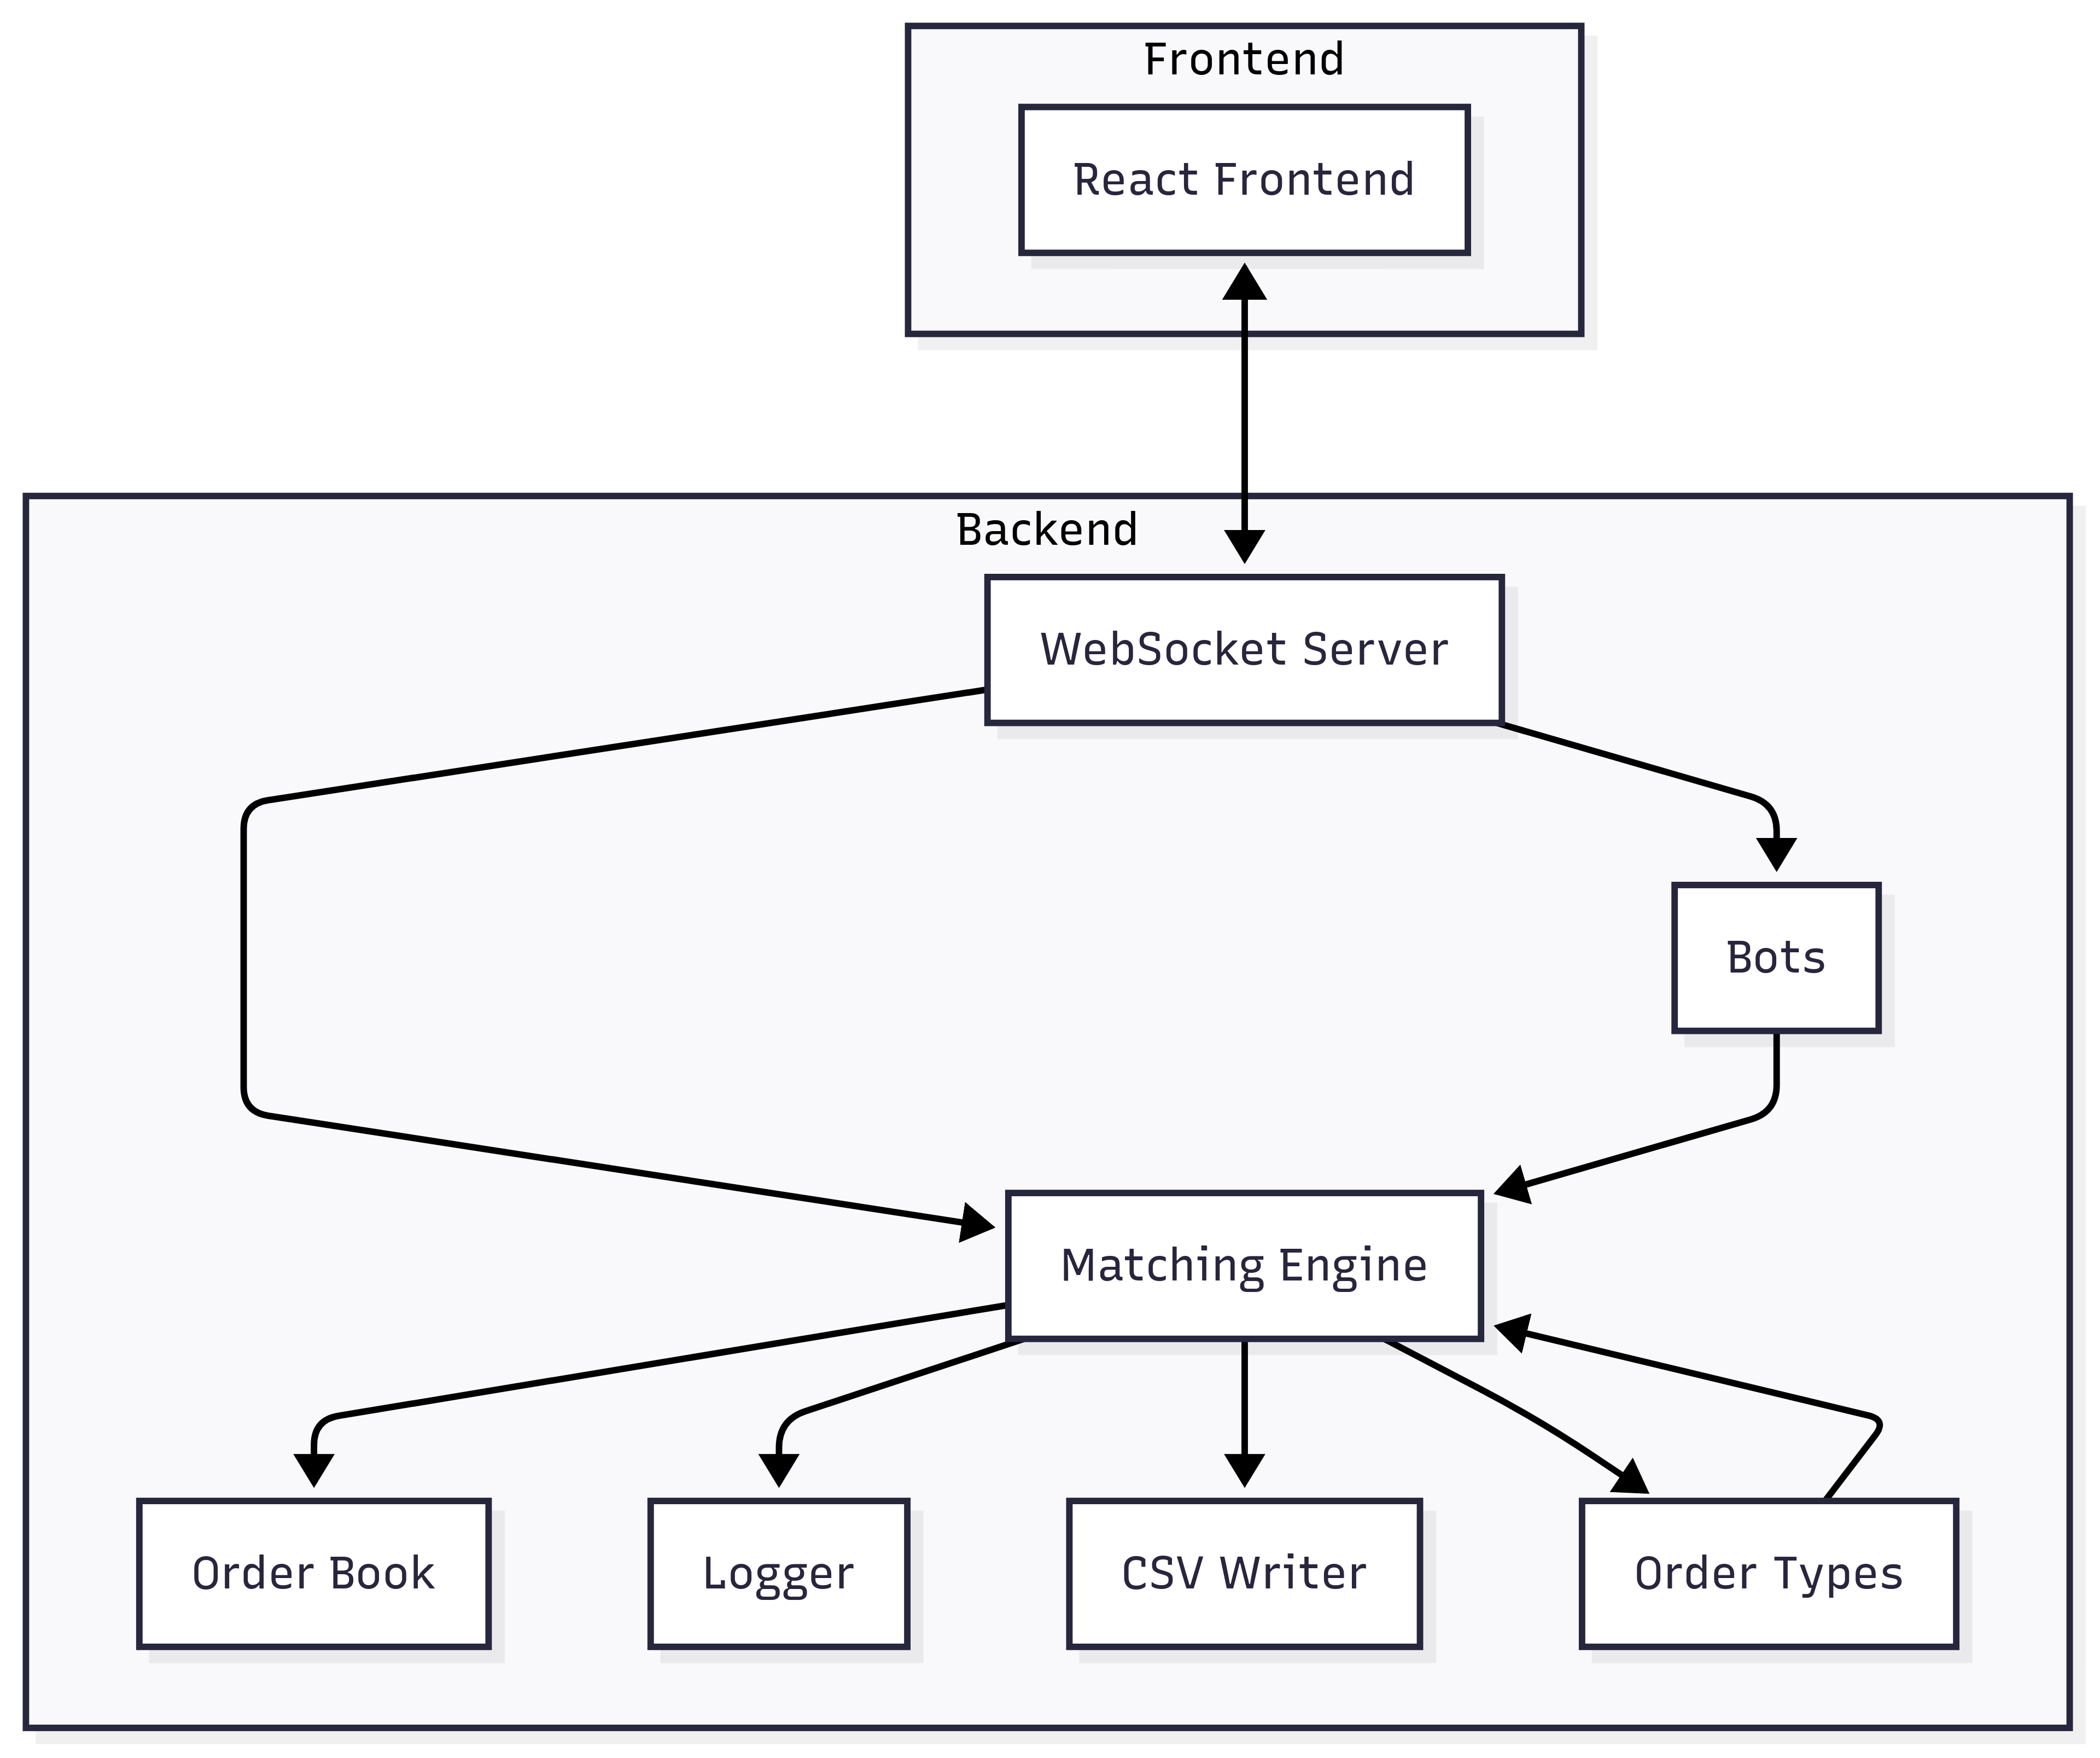 Frontend
React Frontend
Backend
WebSocket Server
Bots
Matching Engine
Order Book
Logger
CSV Writer
Order Types